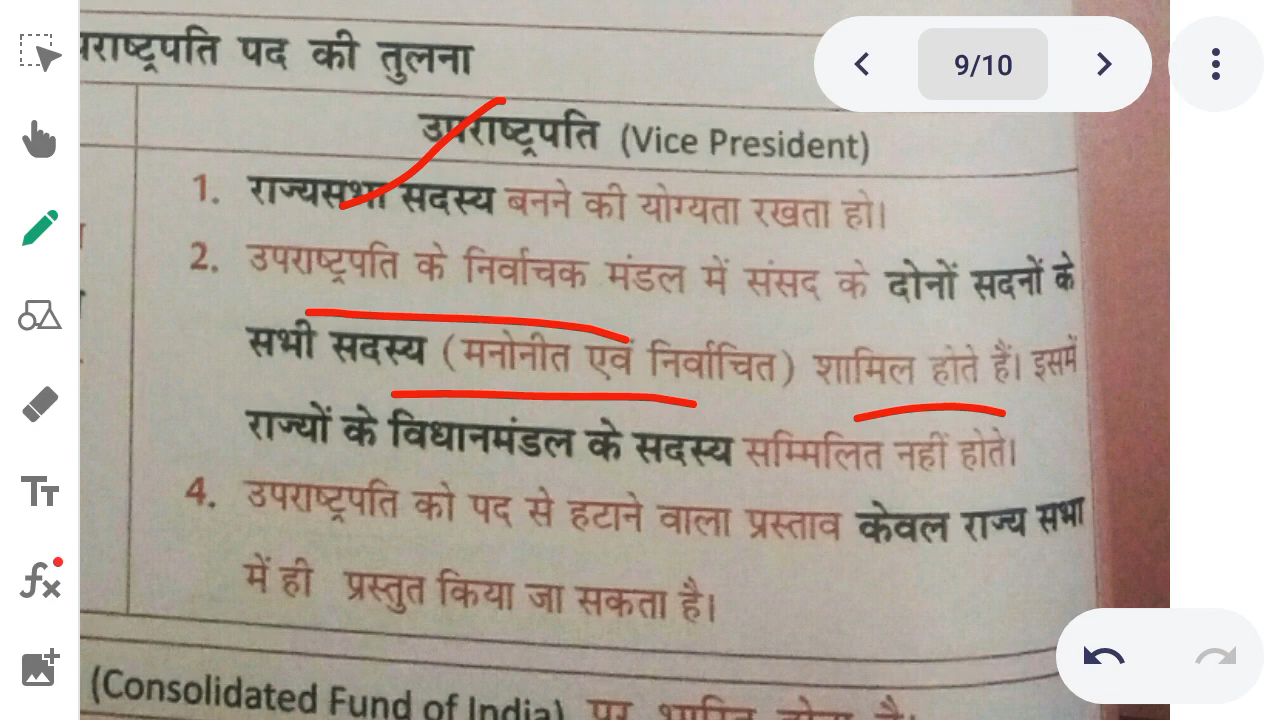 पराष्ट्रपति पद की तुलना
9/10
उपराष्ट्रपति (Vice President)
1. राज्यसभा सदस्य बनने की योग्यता रखता हो।
2. उपराष्ट्रपति के निर्वाचक मंडल में संसद के दोनों सदनों के
सभी सदस्य (मनोनीत एवं निर्वाचित) शामिल होते हैं। इसमें
राज्यों के विधानमंडल के सदस्य सम्मिलित नहीं होते।
4. उपराष्ट्रपति को पद से हटाने वाला प्रस्ताव केवल राज्य सभा
में ही प्रस्तुत किया जा सकता है।
(Consolidated Fund of India) पर भारित होता है।